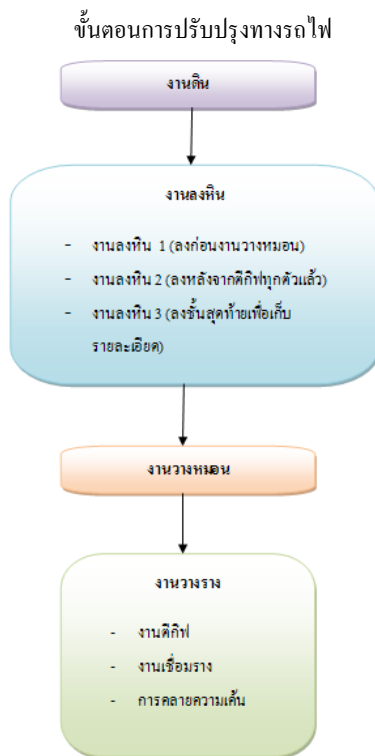 ขั้นตอนการปรับปรุงทางรถไฟ
งานดิน
งานลงหิน
- งานลงหิน 1 (ลงก่อนงานวางหมอน)
- งานลงหิน 2 (ลงหลังจากตีกิฟทุกตัวแล้ว)
- งานลงหิน 3 (ลงชั้นสุดท้ายเพื่อเก็บ
รายละเอียด)
งานวางหมอน
งานวางราง
- งานตีกิฟ
- งานเชื่อมราง
- การคลายความเค้น